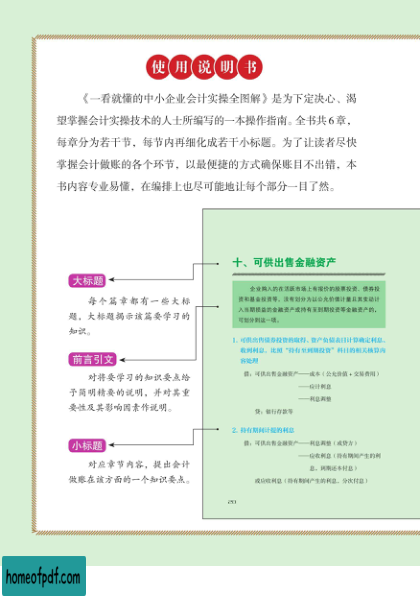 使用说明书
《一看就懂的中小企业会计实操全图解》是为下定决心、渴
望掌握会计实操技术的人士所编写的一本操作指南。全书共6章，
每章分为若干节，每节内再细化成若干小标题。为了让读者尽快
掌握会计做账的各个环节，以最便捷的方式确保账目不出错，本
书内容专业易懂，在编排上也尽可能地让每个部分一目了然。
大标题
每个篇章都有一些大标
题，大标题揭示该篇要学习的
知识。
前言引文
对将要学习的知识要点给
予简明精要的说明，并对其重
要性及其影响因素作说明。
小标题
对应章节内容，提出会计
做账在该方面的一个知识要点。
十、可供出售金融资产
企业购入的在活跃市场上有报价的股票投资、债券投
资和基金投资等，没有划分为以公允价值计量且其变动计
入当期损益的金融资产或持有至到期投资等金融资产的，
可划分到这一项。
1. 可供出售债券投资的取得、资产负债表日计算确定利息、
收到利息，比照“持有至到期投资”科目的相关核算内
容处理
借：可供出售金融资产——成本（公允价值＋交易费用）
——应计利息
——利息调整
贷：银行存款等
2. 持有期间计提的利息
借：可供出售金融资产——利息调整（或贷方）
——应收利息（持有期间产生的利
息，到期还本付息）
或应收利息（持有期间产生的利息，分次付息）
homeofpdf.com